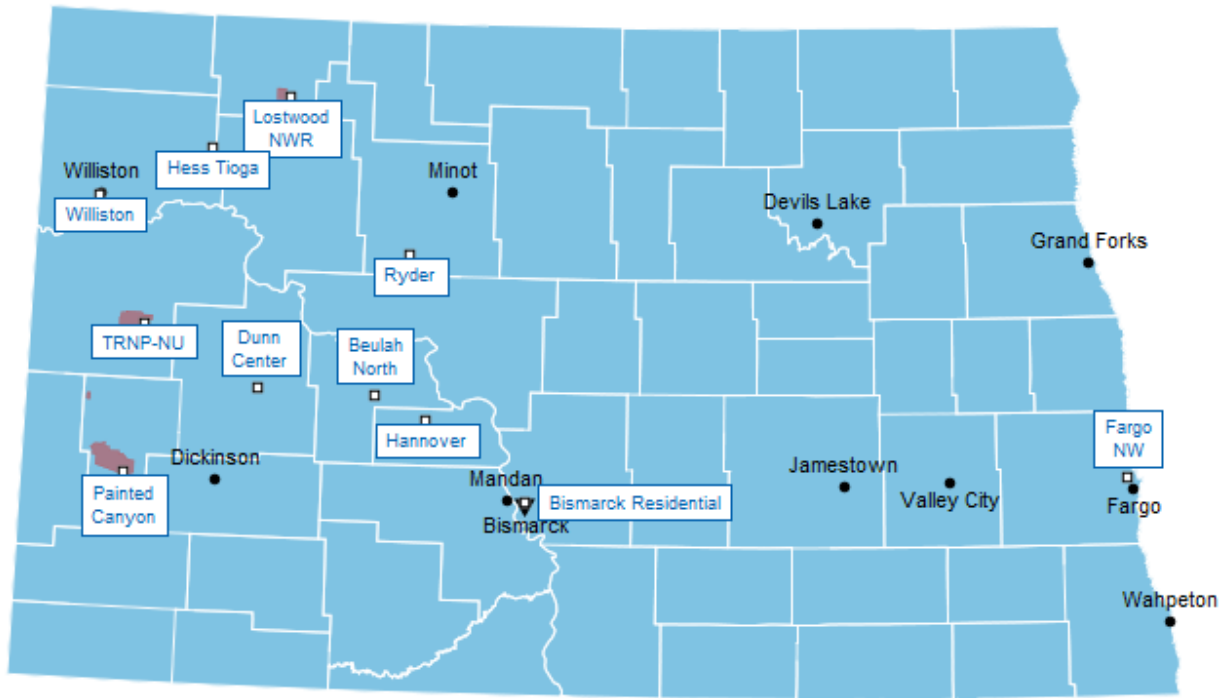 Lostwood
NWR
Hess Tioga
Williston
Williston
Minot
Devils Lake
Grand Forks
Ryder
TRNP-NU
Dunn
Center
Beulah
North
Hannover
Fargo
NW
Fargo
Painted
Canyon
Dickinson
Mandan
Bismarck
Bismarck Residential
Jamestown
Valley City
Wahpeton